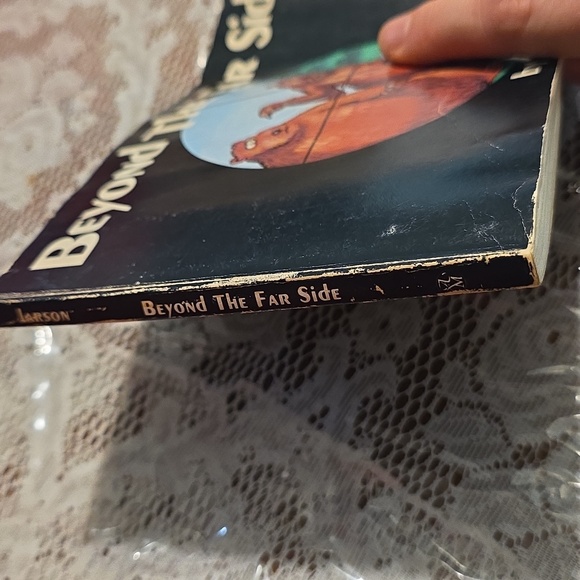 Beyond The Far Side
b
Larson
Beyond The Far Side